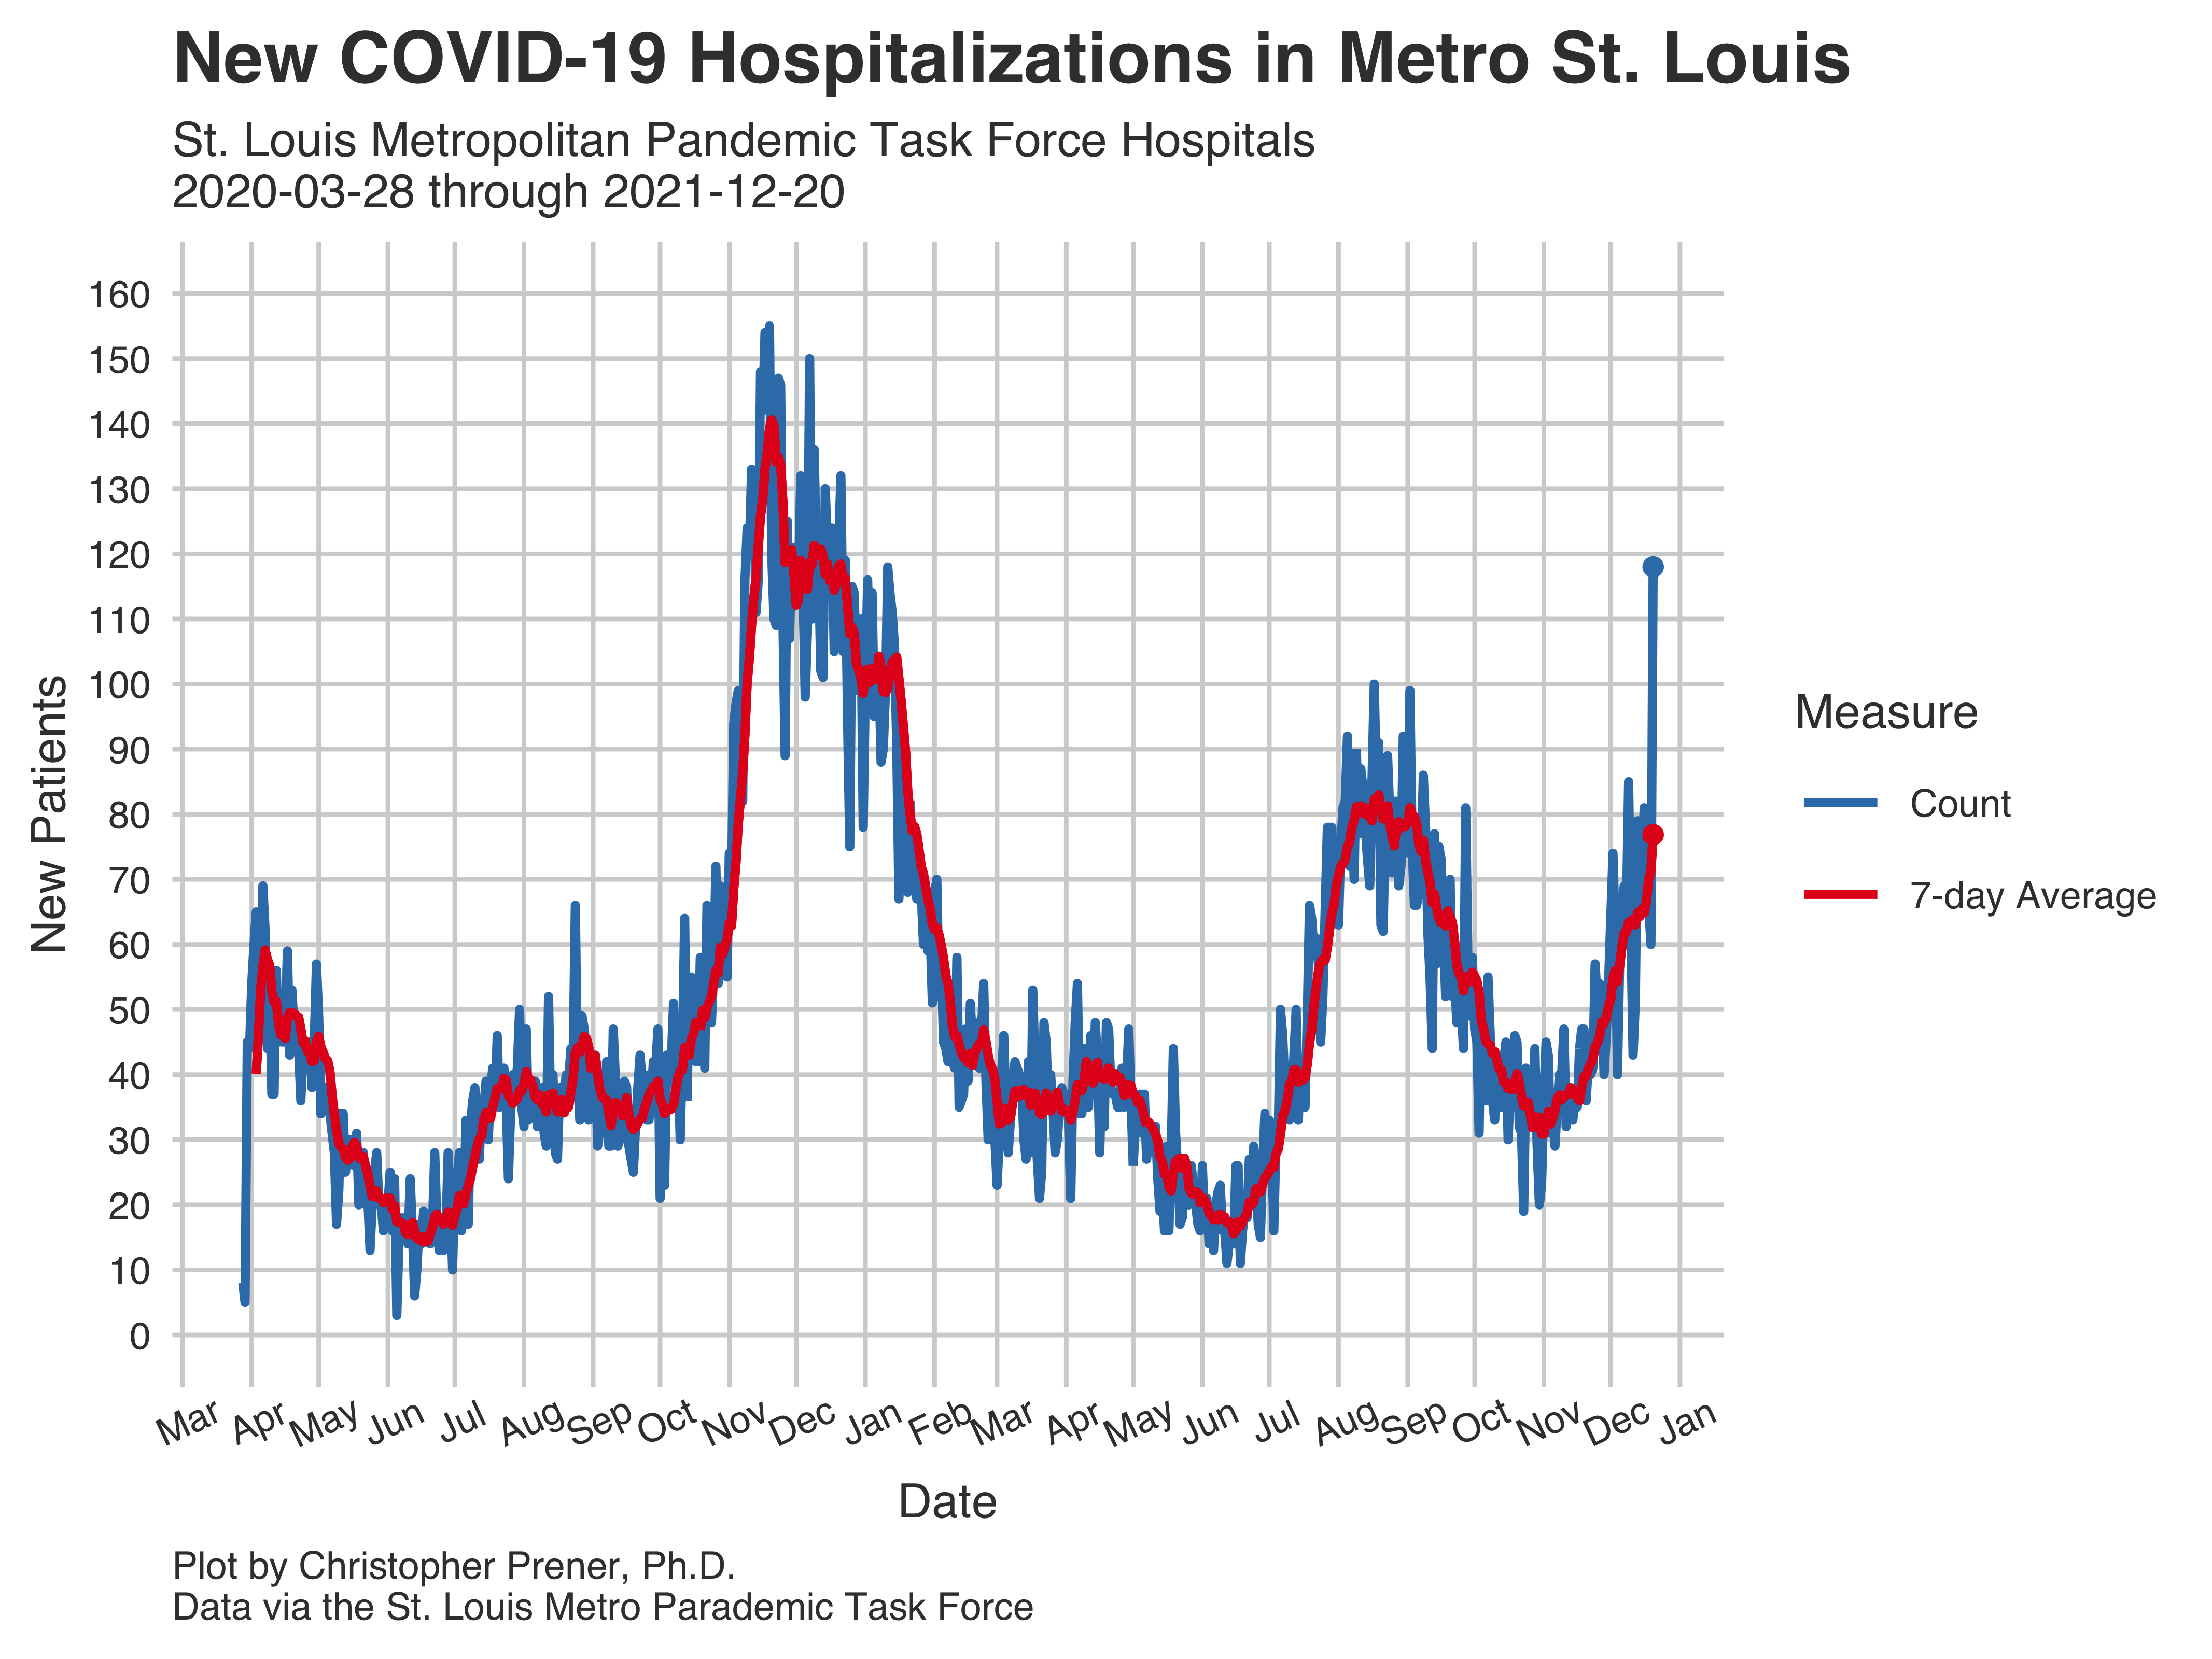 New COVID-19 Hospitalizations in Metro St. Louis
St. Louis Metropolitan Pandemic Task Force Hospitals
2020-03-28 through 2021-12-20
160
150
140
130
120
110
100
90
80
70
60
50
40
30
20
10
0
New Patients
Mar Apr May Jun Jul Aug Sep Oct Nov Dec Jan Feb Mar Apr May Jun Jul Aug Sep Oct Nov Dec Jan
Date
Measure
Count
7-day Average
Plot by Christopher Prener, Ph.D.
Data via the St. Louis Metro Parademic Task Force